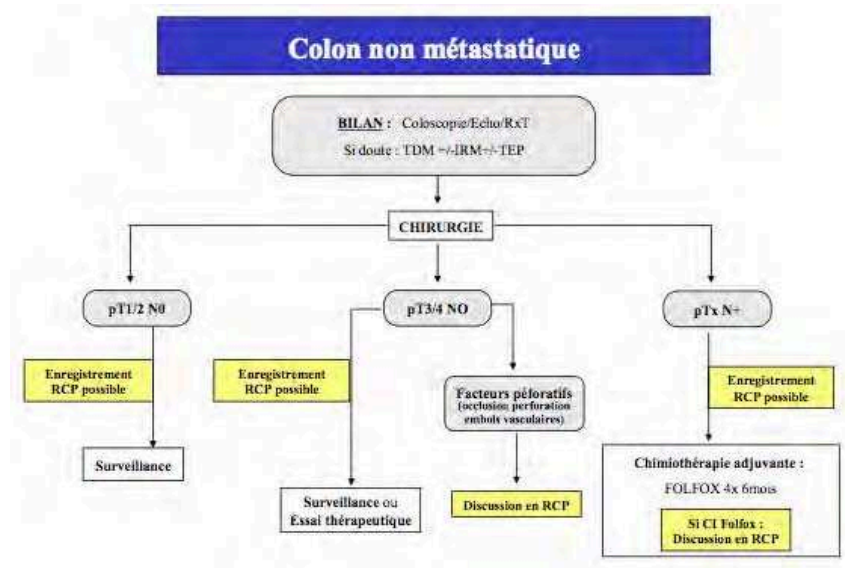 Colon non métastatique
BILAN : Coloscopie/Echo/RxT
Si doute : TDM +/-IRM+/-TEP
CHIRURGIE
pT1/2 N0
pT3/4 NO
pTx N+
Enregistrement
RCP possible
Enregistrement
RCP possible
Facteurs péforatifs
(occlusion perforation
embols vasculaires)
Enregistrement
RCP possible
Surveillance
Surveillance ou
Essai thérapeutique
Discussion en RCP
Chimiothérapie adjuvante :
FOLFOX 4x 6mois
Si CI Folfox :
Discussion en RCP